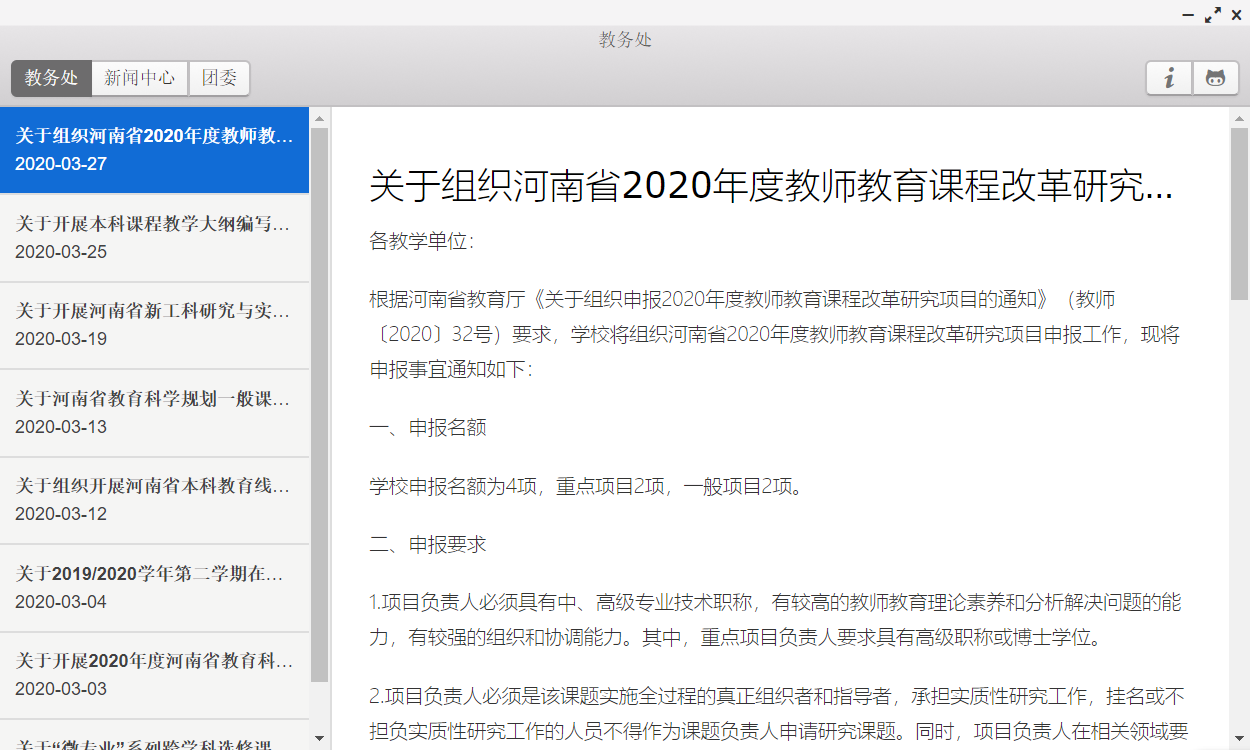 教务处
教务处 新闻中心 团委
关于组织河南省2020年度教师教...
2020-03-27
关于开展本科课程教学大纲编写...
2020-03-25
关于开展河南省新工科研究与实...
2020-03-19
关于河南省教育科学规划一般课...
2020-03-13
关于组织开展河南省本科教育线...
2020-03-12
关于2019/2020学年第二学期在...
2020-03-04
关于开展2020年度河南省教育科...
2020-03-03
关于“微专业”系列跨学科选修课
关于组织河南省2020年度教师教育课程改革研究...
各教学单位：
根据河南省教育厅《关于组织申报2020年度教师教育课程改革研究项目的通知》（教师
〔2020〕32号）要求，学校将组织河南省2020年度教师教育课程改革研究项目申报工作，现将
申报事宜通知如下：
一、申报名额
学校申报名额为4项，重点项目2项，一般项目2项。
二、申报要求
1.项目负责人必须具有中、高级专业技术职称，有较高的教师教育理论素养和分析解决问题的能
力，有较强的组织和协调能力。其中，重点项目负责人要求具有高级职称或博士学位。
2.项目负责人必须是该课题实施全过程的真正组织者和指导者，承担实质性研究工作，挂名或不
担负实质性研究工作的人员不得作为课题负责人申请研究课题。同时，项目负责人在相关领域要